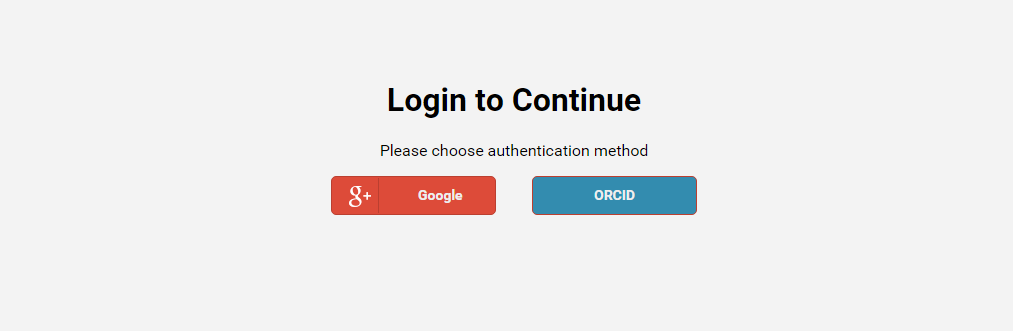 Login to Continue
Please choose authentication method
g+ Google ORCID